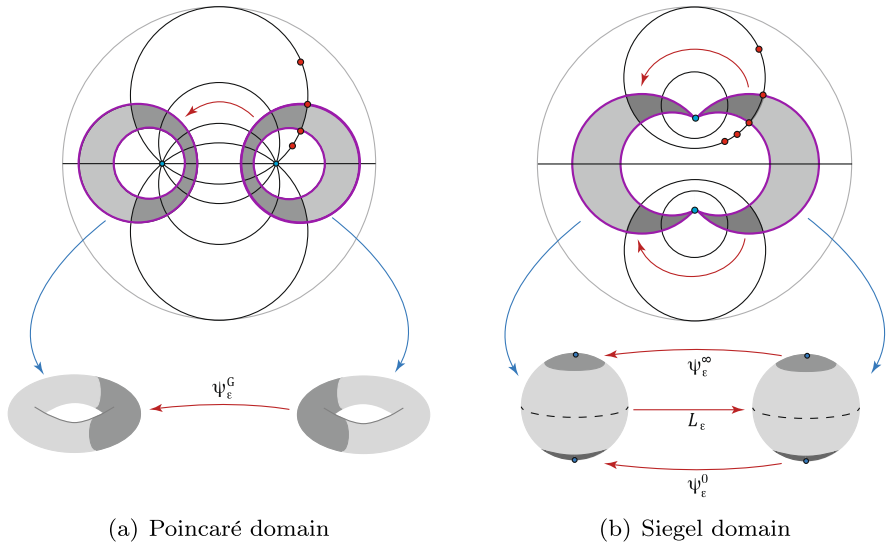 ψ_ε^G
ψ_ε^∞
L_ε
ψ_ε^0
(a) Poincaré domain
(b) Siegel domain